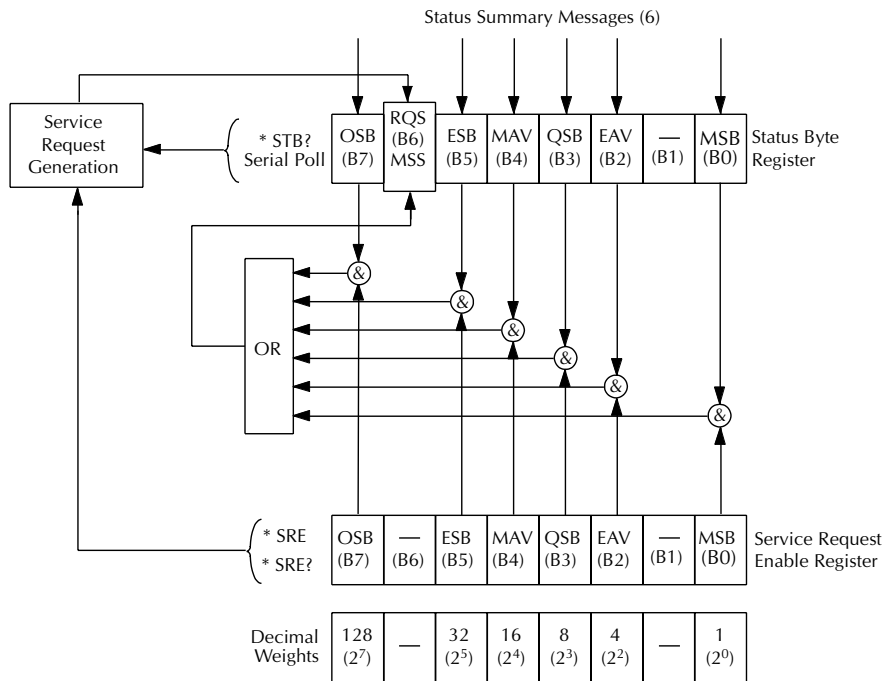 Status Summary Messages (6)
Service
Request
Generation
* STB?
Serial Poll
OSB
(B7)
RQS
(B6)
MSS
ESB
(B5)
MAV
(B4)
QSB
(B3)
EAV
(B2)
—
(B1)
MSB
(B0)
Status Byte
Register
&
&
&
&
&
&
OR
* SRE
* SRE?
OSB
(B7)
—
(B6)
ESB
(B5)
MAV
(B4)
QSB
(B3)
EAV
(B2)
—
(B1)
MSB
(B0)
Service Request
Enable Register
Decimal
Weights
128
(2⁷)
—
32
(2⁵)
16
(2⁴)
8
(2³)
4
(2²)
—
1
(2⁰)